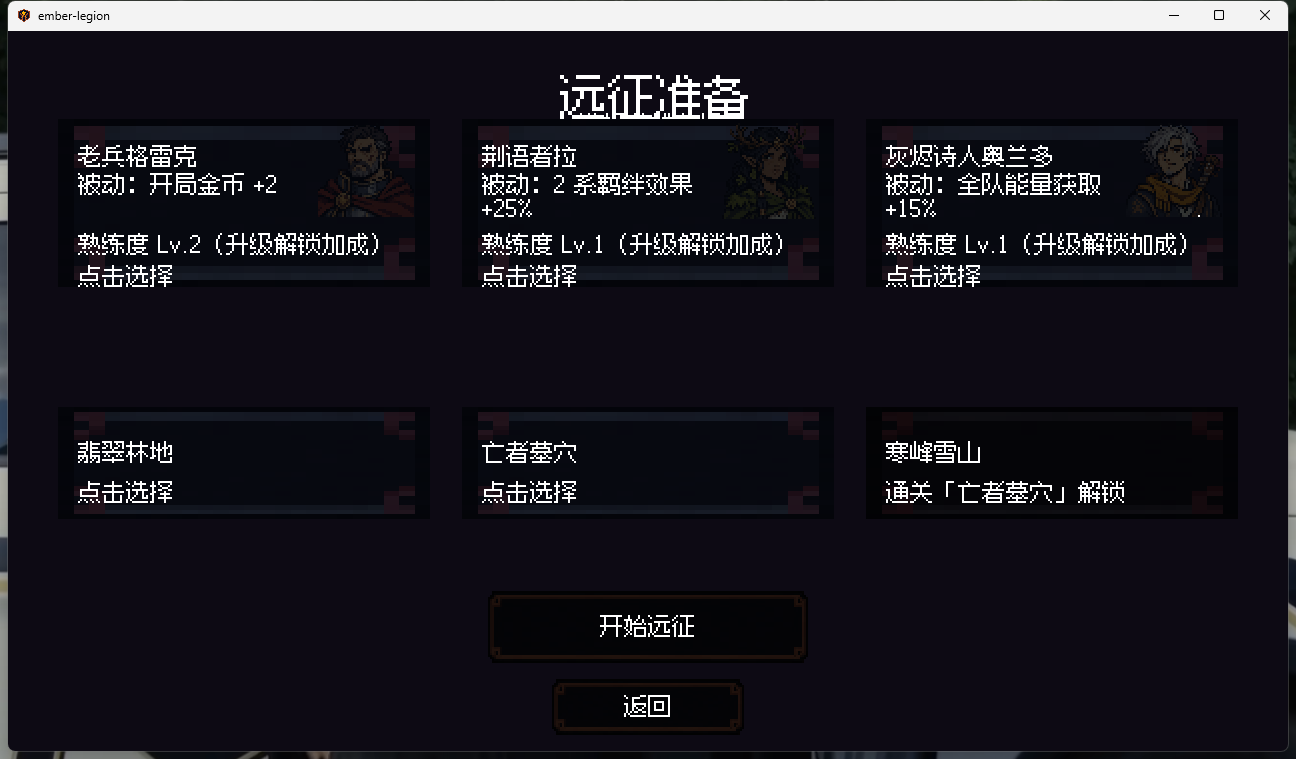 ember-legion
远征准备
老兵格雷克
被动：开局金币 +2
熟练度 Lv.2（升级解锁加成）
点击选择
荆语者拉
被动：2 系羁绊效果
+25%
熟练度 Lv.1（升级解锁加成）
点击选择
灰烬诗人奥兰多
被动：全队能量获取
+15%
熟练度 Lv.1（升级解锁加成）
点击选择
翡翠林地
点击选择
亡者墓穴
点击选择
寒峰雪山
通关「亡者墓穴」解锁
开始远征
返回